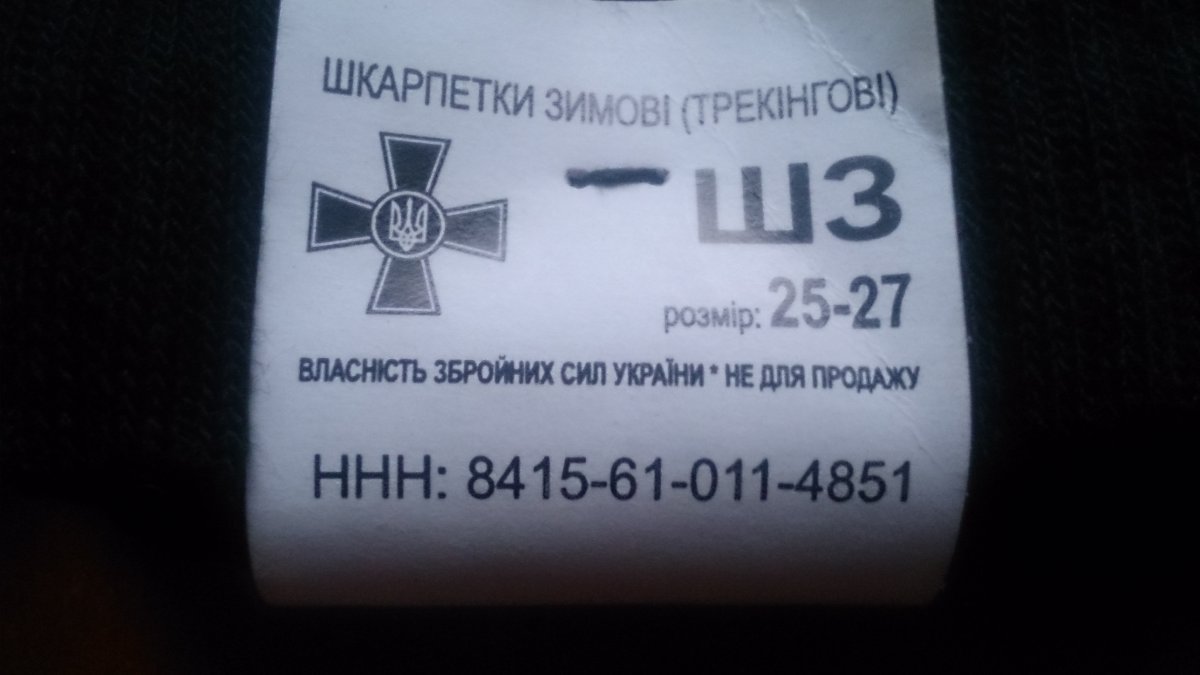 ШКАРПЕТКИ ЗИМОВІ (ТРЕКІНГОВІ)
ШЗ
розмір: 25-27
ВЛАСНІСТЬ ЗБРОЙНИХ СИЛ УКРАЇНИ * НЕ ДЛЯ ПРОДАЖУ
ННН: 8415-61-011-4851